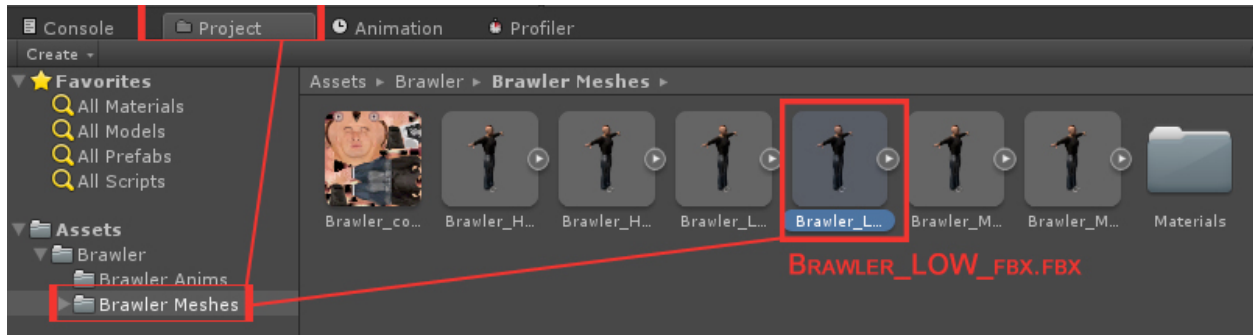 Console Project Animation Profiler
Create
Favorites
All Materials
All Models
All Prefabs
All Scripts
Assets
Brawler
Brawler Anims
Brawler Meshes
Assets ▸ Brawler ▸ Brawler Meshes ▸
Brawler_co... Brawler_H... Brawler_H... Brawler_L... Brawler_L... Brawler_M... Brawler_M... Materials
BRAWLER_LOW_FBX.FBX